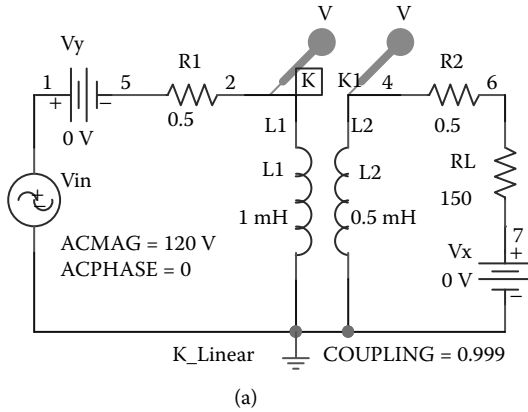 V V
Vy R1 R2
1 5 2 K K1 4 6
+ −
0 V 0.5 0.5
L1 L2
RL
Vin L1 L2
150
+
−
1 mH 0.5 mH
7
ACMAG = 120 V Vx +
ACPHASE = 0 0 V
−
K_Linear COUPLING = 0.999
(a)